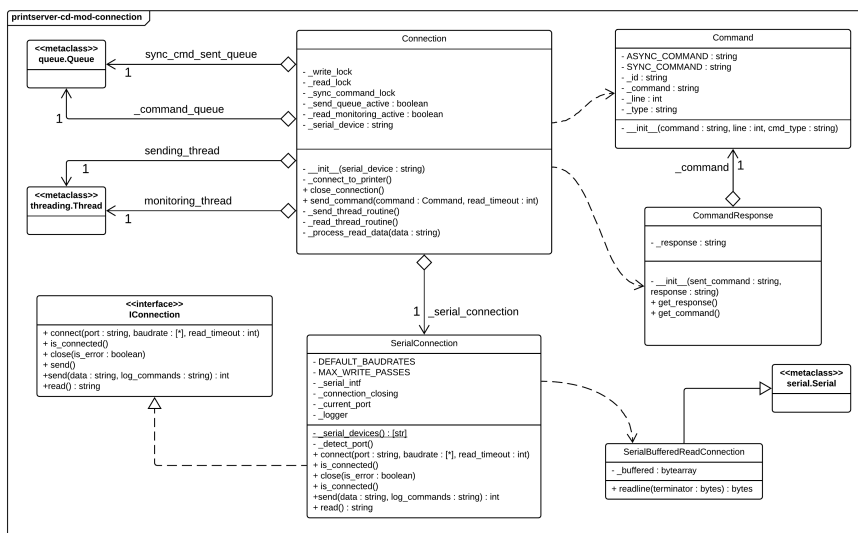 printserver-cd-mod-connection
<<metaclass>>
queue.Queue
sync_cmd_sent_queue
1
_command_queue
1
sending_thread
1
<<metaclass>>
threading.Thread
monitoring_thread
1
Connection
- _write_lock
- _read_lock
- _sync_command_lock
- _send_queue_active : boolean
- _read_monitoring_active : boolean
- _serial_device : string
- __init__(serial_device : string)
- _connect_to_printer()
+ close_connection()
+ send_command(command : Command, read_timeout : int)
- _send_thread_routine()
- _read_thread_routine()
- _process_read_data(data : string)
Command
- ASYNC_COMMAND : string
- SYNC_COMMAND : string
- _id : string
- _command : string
- _line : int
- _type : string
- __init__(command : string, line : int, cmd_type : string)
_command
1
CommandResponse
- _response : string
- __init__(sent_command : string,
response : string)
+ get_response()
+ get_command()
1
_serial_connection
<<interface>>
IConnection
+ connect(port : string, baudrate : [*], read_timeout : int)
+ is_connected()
+ close(is_error : boolean)
+ send()
+send(data : string, log_commands : string) : int
+read() : string
SerialConnection
- DEFAULT_BAUDRATES
- MAX_WRITE_PASSES
- _serial_intf
- _connection_closing
- _current_port
- _logger
- _serial_devices() : [str]
- _detect_port()
+ connect(port : string, baudrate : [*], read_timeout : int)
+ is_connected()
+ close(is_error : boolean)
+ is_connected()
+send(data : string, log_commands : string) : int
+ read() : string
<<metaclass>>
serial.Serial
SerialBufferedReadConnection
- _buffered : bytearray
+ readline(terminator : bytes) : bytes